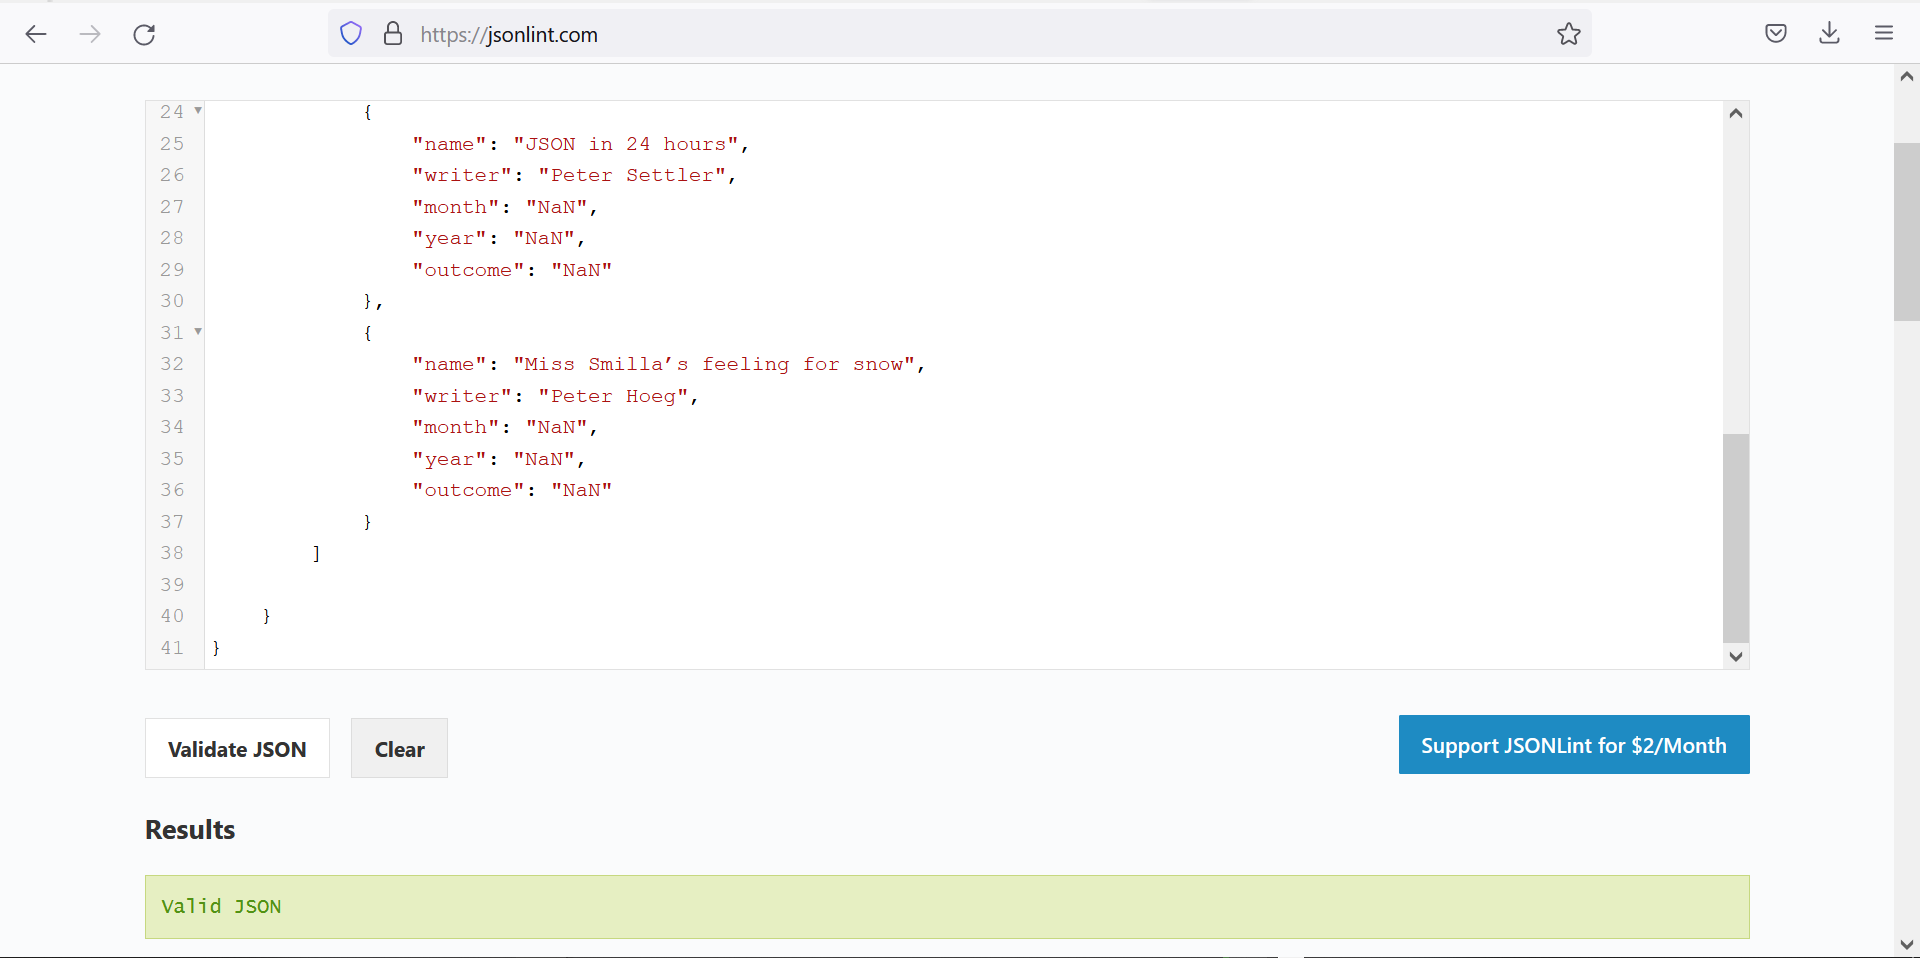 https://jsonlint.com
24 {
25 "name": "JSON in 24 hours",
26 "writer": "Peter Settler",
27 "month": "NaN",
28 "year": "NaN",
29 "outcome": "NaN"
30 },
31 {
32 "name": "Miss Smilla’s feeling for snow",
33 "writer": "Peter Hoeg",
34 "month": "NaN",
35 "year": "NaN",
36 "outcome": "NaN"
37 }
38 ]
39
40 }
41 }
Validate JSON Clear Support JSONLint for $2/Month
Results
Valid JSON